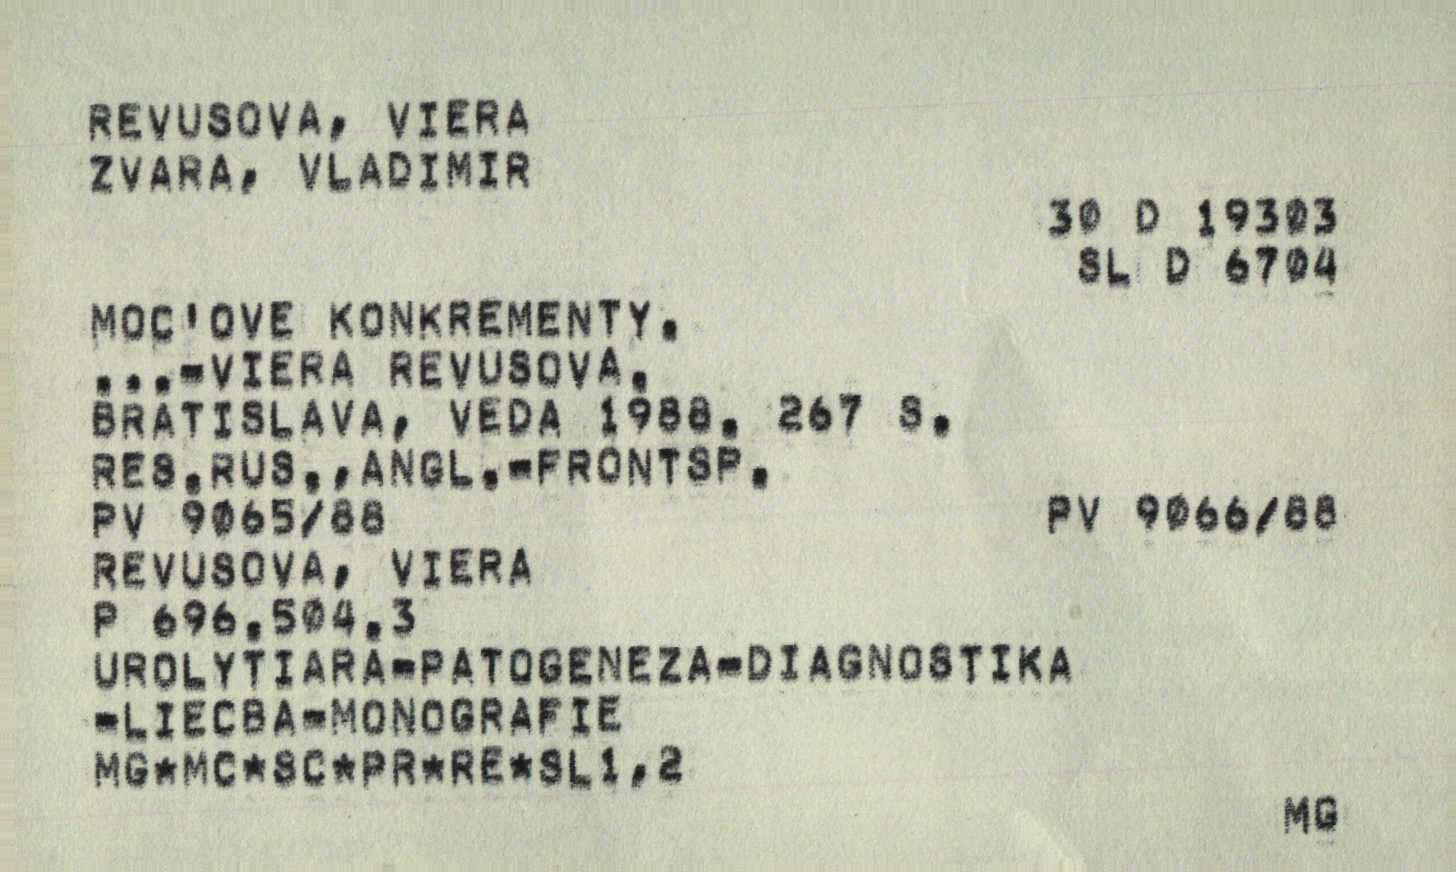 REVUSOVA, VIERA
ZVARA, VLADIMIR
30 D 19303
SL D 6704
MOC'OVE KONKREMENTY.
...-VIERA REVUSOVA.
BRATISLAVA, VEDA 1988. 267 S.
RES.RUS.,ANGL.-FRONTSP.
PV 9065/88 PV 9066/88
REVUSOVA, VIERA
P 696.504.3
UROLYTIARA-PATOGENEZA-DIAGNOSTIKA
-LIECBA-MONOGRAFIE
MG*MC*SC*PR*RE*SL1,2
MG